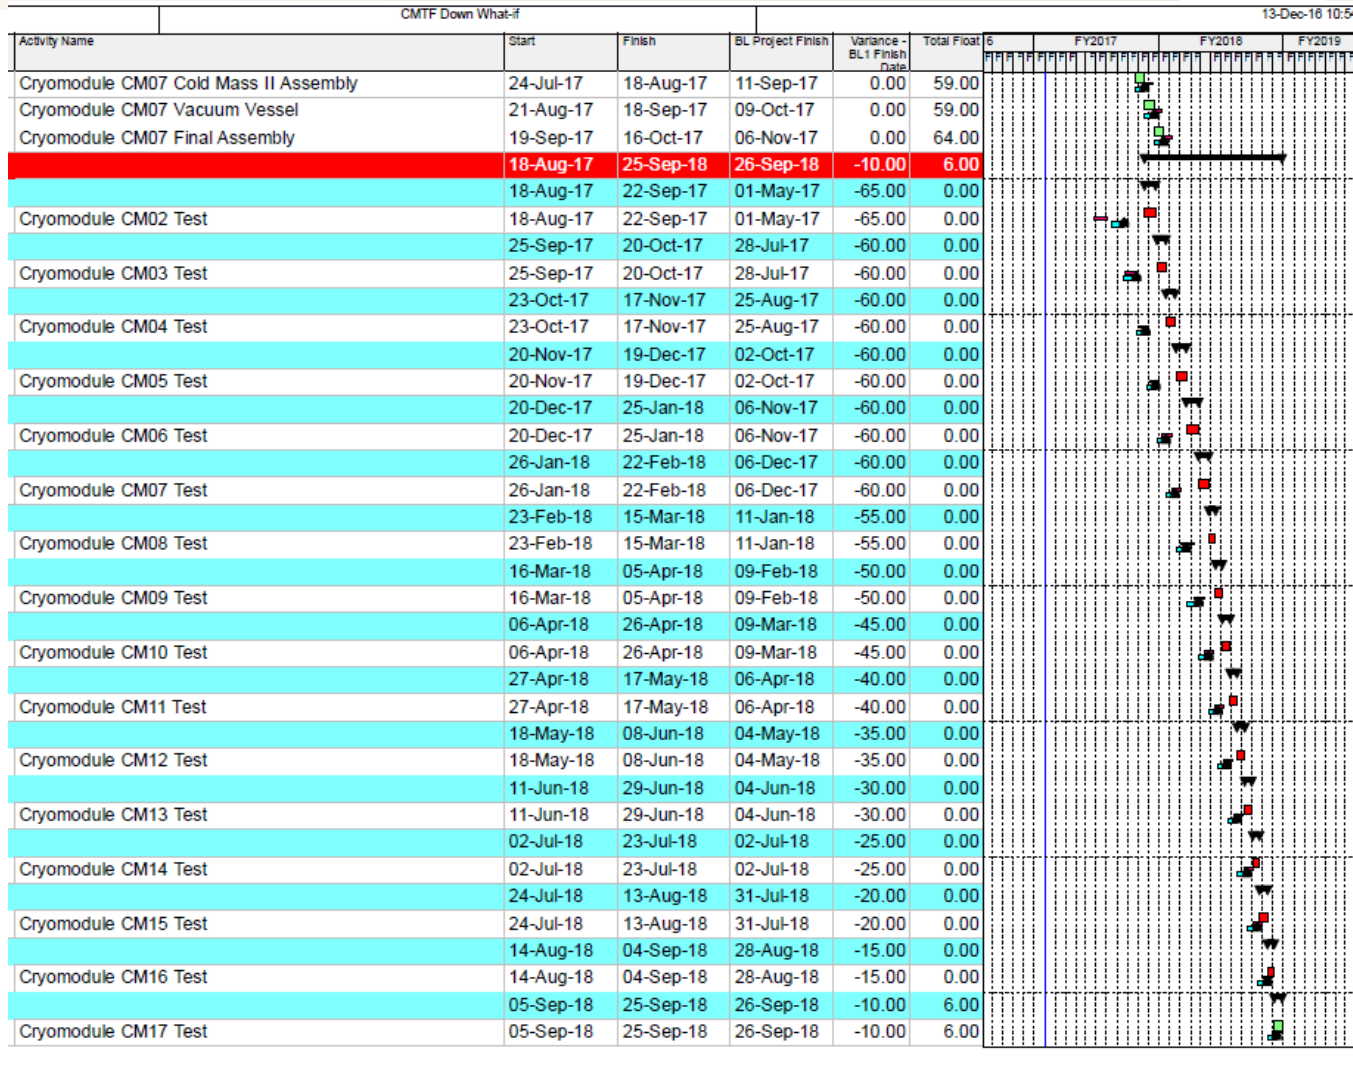 CMTF Down What-if 13-Dec-16 10:54
Activity Name Start Finish BL Project Finish Variance - Total Float 6 FY2017 FY2018 FY2019
BL1 Finish
Date
Cryomodule CM07 Cold Mass II Assembly 24-Jul-17 18-Aug-17 11-Sep-17 0.00 59.00
Cryomodule CM07 Vacuum Vessel 21-Aug-17 18-Sep-17 09-Oct-17 0.00 59.00
Cryomodule CM07 Final Assembly 19-Sep-17 16-Oct-17 06-Nov-17 0.00 64.00
18-Aug-17 25-Sep-18 26-Sep-18 -10.00 6.00
18-Aug-17 22-Sep-17 01-May-17 -65.00 0.00
Cryomodule CM02 Test 18-Aug-17 22-Sep-17 01-May-17 -65.00 0.00
25-Sep-17 20-Oct-17 28-Jul-17 -60.00 0.00
Cryomodule CM03 Test 25-Sep-17 20-Oct-17 28-Jul-17 -60.00 0.00
23-Oct-17 17-Nov-17 25-Aug-17 -60.00 0.00
Cryomodule CM04 Test 23-Oct-17 17-Nov-17 25-Aug-17 -60.00 0.00
20-Nov-17 19-Dec-17 02-Oct-17 -60.00 0.00
Cryomodule CM05 Test 20-Nov-17 19-Dec-17 02-Oct-17 -60.00 0.00
20-Dec-17 25-Jan-18 06-Nov-17 -60.00 0.00
Cryomodule CM06 Test 20-Dec-17 25-Jan-18 06-Nov-17 -60.00 0.00
26-Jan-18 22-Feb-18 06-Dec-17 -60.00 0.00
Cryomodule CM07 Test 26-Jan-18 22-Feb-18 06-Dec-17 -60.00 0.00
23-Feb-18 15-Mar-18 11-Jan-18 -55.00 0.00
Cryomodule CM08 Test 23-Feb-18 15-Mar-18 11-Jan-18 -55.00 0.00
16-Mar-18 05-Apr-18 09-Feb-18 -50.00 0.00
Cryomodule CM09 Test 16-Mar-18 05-Apr-18 09-Feb-18 -50.00 0.00
06-Apr-18 26-Apr-18 09-Mar-18 -45.00 0.00
Cryomodule CM10 Test 06-Apr-18 26-Apr-18 09-Mar-18 -45.00 0.00
27-Apr-18 17-May-18 06-Apr-18 -40.00 0.00
Cryomodule CM11 Test 27-Apr-18 17-May-18 06-Apr-18 -40.00 0.00
18-May-18 08-Jun-18 04-May-18 -35.00 0.00
Cryomodule CM12 Test 18-May-18 08-Jun-18 04-May-18 -35.00 0.00
11-Jun-18 29-Jun-18 04-Jun-18 -30.00 0.00
Cryomodule CM13 Test 11-Jun-18 29-Jun-18 04-Jun-18 -30.00 0.00
02-Jul-18 23-Jul-18 02-Jul-18 -25.00 0.00
Cryomodule CM14 Test 02-Jul-18 23-Jul-18 02-Jul-18 -25.00 0.00
24-Jul-18 13-Aug-18 31-Jul-18 -20.00 0.00
Cryomodule CM15 Test 24-Jul-18 13-Aug-18 31-Jul-18 -20.00 0.00
14-Aug-18 04-Sep-18 28-Aug-18 -15.00 0.00
Cryomodule CM16 Test 14-Aug-18 04-Sep-18 28-Aug-18 -15.00 0.00
05-Sep-18 25-Sep-18 26-Sep-18 -10.00 6.00
Cryomodule CM17 Test 05-Sep-18 25-Sep-18 26-Sep-18 -10.00 6.00